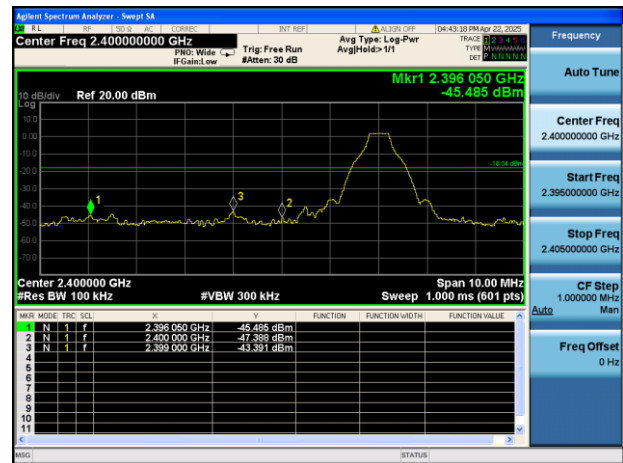 Agilent Spectrum Analyzer - Swept SA
RL RF 50 Ω AC CORREC INT REF ALIGN OFF 04:43:18 PM Apr 22, 2025
Center Freq 2.400000000 GHz
PNO: Wide
IFGain:Low
Trig: Free Run
#Atten: 30 dB
Avg Type: Log-Pwr
Avg|Hold>1/1
TRACE 1 2 3 4 5 6
TYPE M WWWWW
DET P NNNNN
Mkr1 2.396 050 GHz
-45.485 dBm
10 dB/div Ref 20.00 dBm
Log
10.0
0.00
-10.0
-20.0
-30.0
-40.0
-50.0
-60.0
-70.0
-18.04 dBm
1
3
2
Center 2.400000 GHz Span 10.00 MHz
#Res BW 100 kHz #VBW 300 kHz Sweep 1.000 ms (601 pts)
MKR MODE TRC SCL X Y FUNCTION FUNCTION WIDTH FUNCTION VALUE
1 N 1 f 2.396 050 GHz -45.485 dBm
2 N 1 f 2.400 000 GHz -47.388 dBm
3 N 1 f 2.399 000 GHz -43.391 dBm
4
5
6
7
8
9
10
11
MSG STATUS
Frequency
Auto Tune
Center Freq
2.400000000 GHz
Start Freq
2.395000000 GHz
Stop Freq
2.405000000 GHz
CF Step
1.000000 MHz
Auto Man
Freq Offset
0 Hz